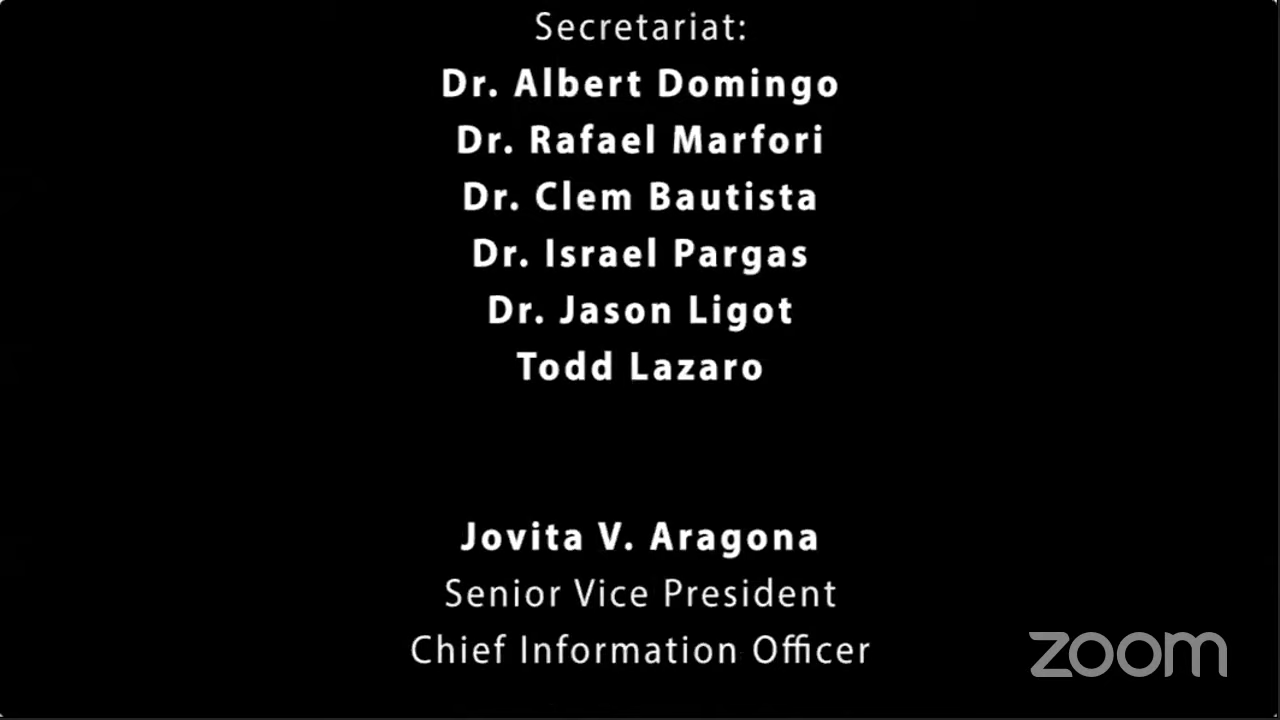 Secretariat:
Dr. Albert Domingo
Dr. Rafael Marfori
Dr. Clem Bautista
Dr. Israel Pargas
Dr. Jason Ligot
Todd Lazaro
Jovita V. Aragona
Senior Vice President
Chief Information Officer
zoom